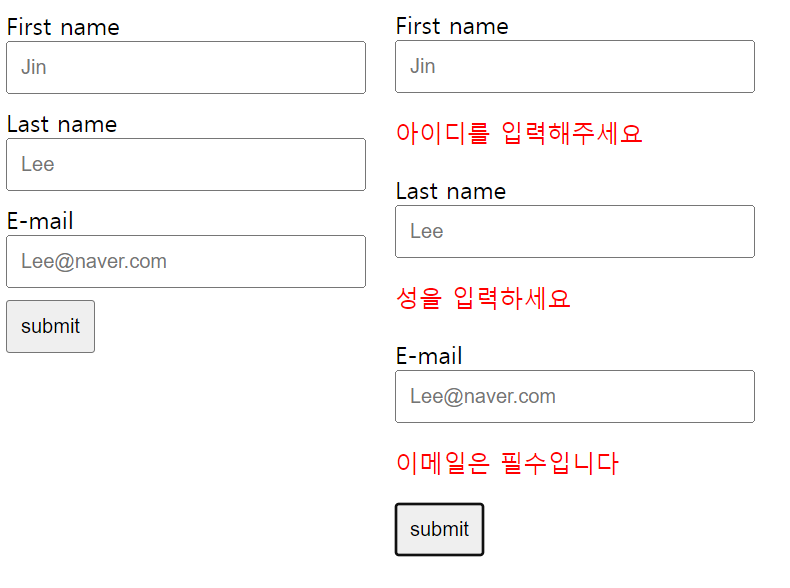 First name
Jin
Last name
Lee
E-mail
Lee@naver.com
submit
First name
Jin
아이디를 입력해주세요
Last name
Lee
성을 입력하세요
E-mail
Lee@naver.com
이메일은 필수입니다
submit